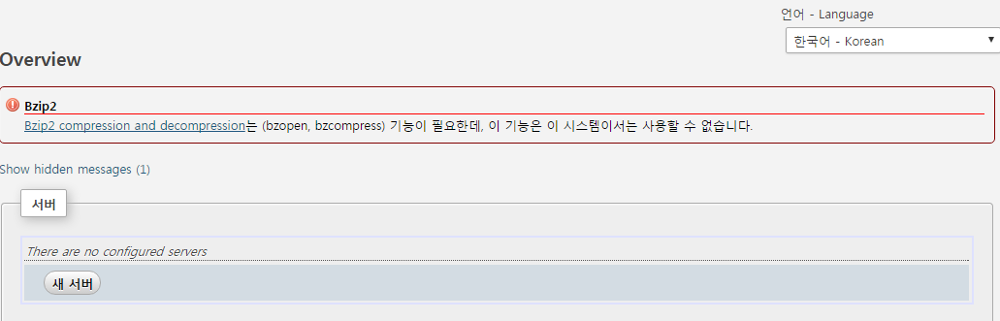 언어 - Language
한국어 - Korean
Overview
Bzip2
Bzip2 compression and decompression는 (bzopen, bzcompress) 기능이 필요한데, 이 기능은 이 시스템이서는 사용할 수 없습니다.
Show hidden messages (1)
서버
There are no configured servers
새 서버